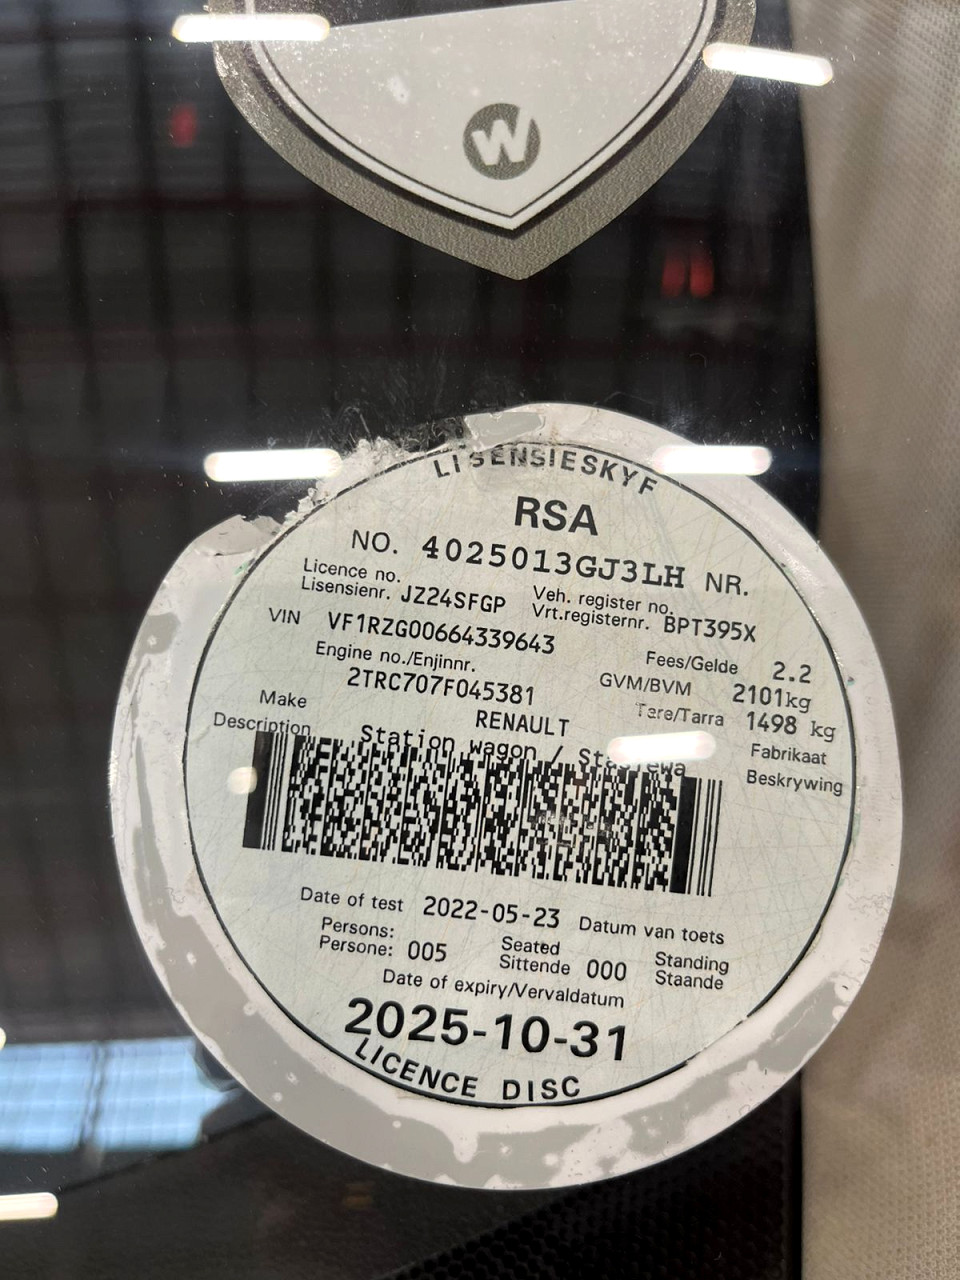 W
LISENSIESKYF
RSA
NO. 4025013GJ3LH NR.
Licence no. Lisensienr. JZ24SFGP Veh. register no. Vrt.registernr. BPT395X
VIN VF1RZG00664339643
Fees/Gelde 2.2
Engine no./Enjinnr. 2TRC707F045381
GVM/BVM 2101kg
Tare/Tarra 1498 kg
Make RENAULT Fabrikaat
Description Station wagon / Beskrywing
Date of test 2022-05-23 Datum van toets
Persons: Persone: 005 Seated Sittende 000 Standing Staande
Date of expiry/Vervaldatum
2025-10-31
LICENCE DISC